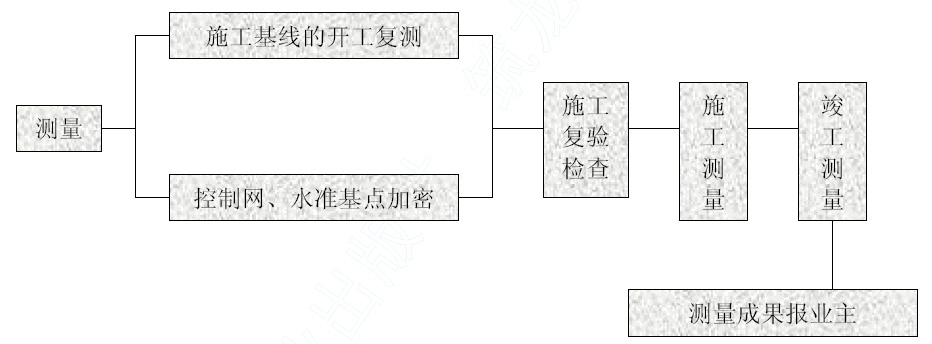 施工基线的开工复测
测量
施工
复验
检查
施
工
测
量
竣
工
测
量
控制网、水准基点加密
测量成果报业主